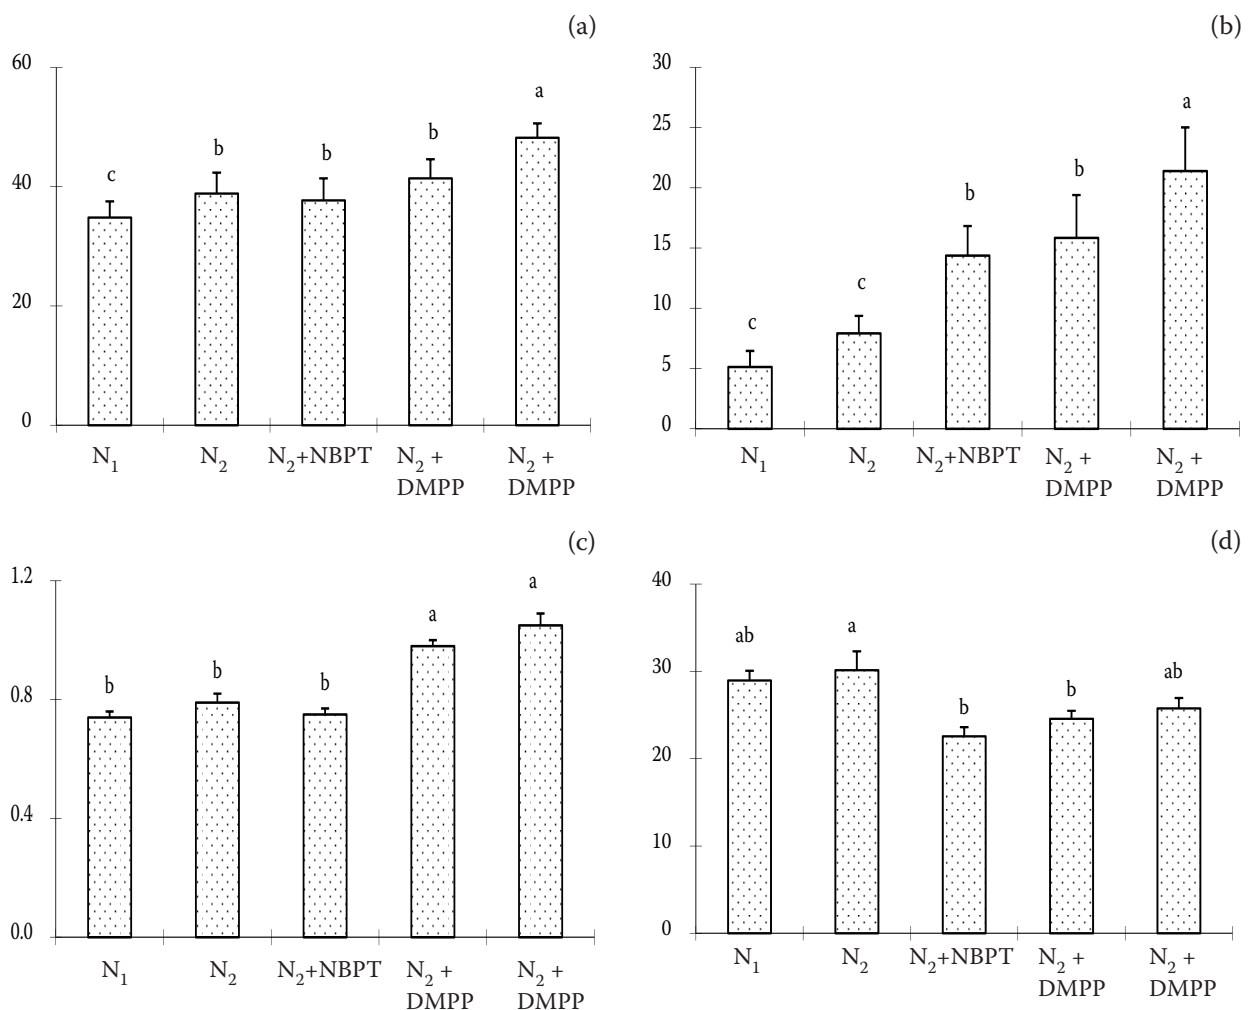 (a)
60
40
20
0
c
b
b
b
a
N₁
N₂
N₂+NBPT
N₂ +
DMPP
N₂ +
DMPP
(b)
30
25
20
15
10
5
0
c
c
b
b
a
N₁
N₂
N₂+NBPT
N₂ +
DMPP
N₂ +
DMPP
(c)
1.2
0.8
0.4
0.0
b
b
b
a
a
N₁
N₂
N₂+NBPT
N₂ +
DMPP
N₂ +
DMPP
(d)
40
30
20
10
0
ab
a
b
b
ab
N₁
N₂
N₂+NBPT
N₂ +
DMPP
N₂ +
DMPP